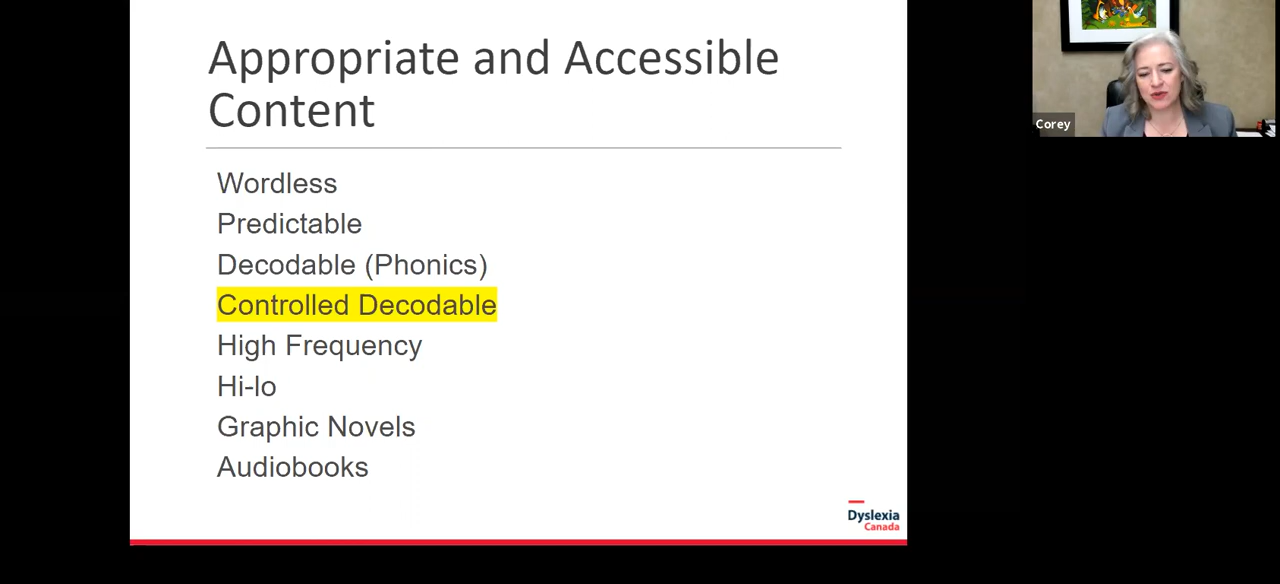 Appropriate and Accessible
Content
Wordless
Predictable
Decodable (Phonics)
Controlled Decodable
High Frequency
Hi-lo
Graphic Novels
Audiobooks
Dyslexia
Canada
Corey